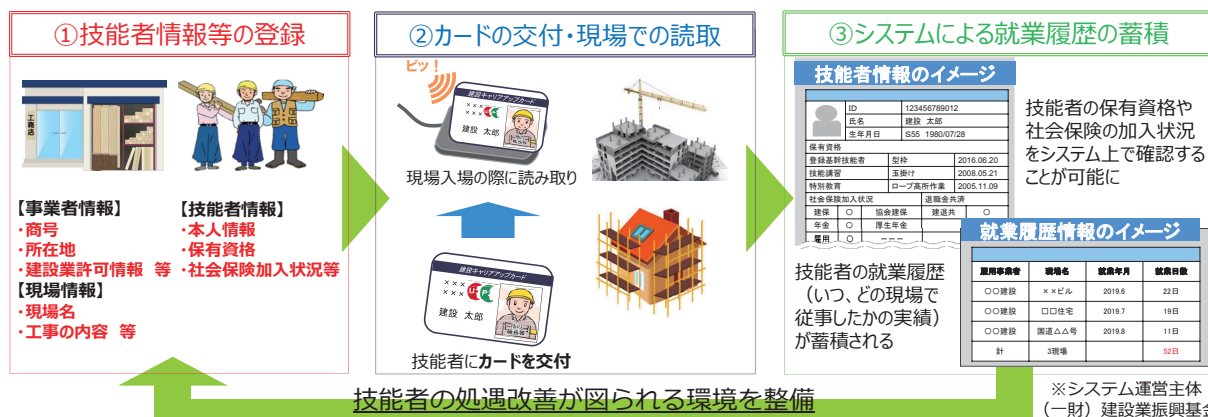 ①技能者情報等の登録
工務店
【事業者情報】
・商号
・所在地
・建設業許可情報 等
【現場情報】
・現場名
・工事の内容 等
【技能者情報】
・本人情報
・保有資格
・社会保険加入状況等
②カードの交付・現場での読取
ピッ！
建設キャリアアップカード
×××
×××
建設 太郎
現場入場の際に読み取り
建設キャリアアップカード
×××
×××
建設 太郎
技能者にカードを交付
③システムによる就業履歴の蓄積
技能者情報のイメージ
ID 123456789012
氏名 建設 太郎
生年月日 S55 1980/07/28
保有資格
登録基幹技能者 型枠 2016.06.20
技能講習 玉掛け 2008.05.21
特別教育 ロープ高所作業 2005.11.09
社会保険加入状況 退職金共済
健保 ○ 協会健保 建退共 ○
年金 ○ 厚生年金
雇用 ○ ーーー
技能者の保有資格や
社会保険の加入状況
をシステム上で確認する
ことが可能に
技能者の就業履歴
（いつ、どの現場で
従事したかの実績）
が蓄積される
就業履歴情報のイメージ
雇用事業者 現場名 就業年月 就業日数
○○建設 ××ビル 2019.6 22日
○○建設 □□住宅 2019.7 19日
○○建設 国道△△号 2019.8 11日
計 3現場 52日
技能者の処遇改善が図られる環境を整備
※システム運営主体
（一財）建設業振興基金